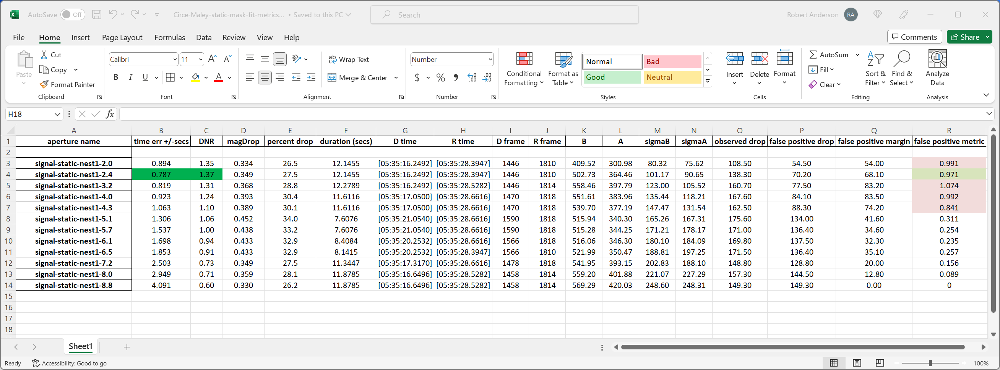 AutoSave Off Circe-Maley-static-mask-fit-metrics... • Saved to this PC Search Robert Anderson RA
File Home Insert Page Layout Formulas Data Review View Help Comments Share
Paste Cut Copy Format Painter Clipboard
Calibri 11 B I U A Font
Wrap Text Merge & Center Alignment
Number $ % Number
Conditional Formatting Format as Table Normal Bad Good Neutral Styles
Insert Delete Format Cells
AutoSum Fill Clear Sort & Filter Find & Select Editing
Analyze Data Analysis
H18 fx
A B C D E F G H I J K L M N O P Q R
1 aperture name time err +/-secs DNR magDrop percent drop duration (secs) D time R time D frame R frame B A sigmaB sigmaA observed drop false positive drop false positive margin false positive metric
2
3 signal-static-nest1-2.0 0.894 1.35 0.334 26.5 12.1455 [05:35:16.2492] [05:35:28.3947] 1446 1810 409.52 300.98 80.32 75.62 108.50 54.50 54.00 0.991
4 signal-static-nest1-2.4 0.787 1.37 0.349 27.5 12.1455 [05:35:16.2492] [05:35:28.3947] 1446 1810 502.73 364.46 101.17 90.65 138.30 70.20 68.10 0.971
5 signal-static-nest1-3.2 0.819 1.31 0.368 28.8 12.2789 [05:35:16.2492] [05:35:28.5282] 1446 1814 558.46 397.79 123.00 105.52 160.70 77.50 83.20 1.074
6 signal-static-nest1-4.0 0.923 1.24 0.393 30.4 11.6116 [05:35:17.0500] [05:35:28.6616] 1470 1818 551.61 383.96 135.44 118.21 167.60 84.10 83.50 0.992
7 signal-static-nest1-4.3 1.063 1.10 0.389 30.1 11.6116 [05:35:17.0500] [05:35:28.6616] 1470 1818 539.70 377.19 147.47 131.54 162.50 88.30 74.20 0.841
8 signal-static-nest1-5.1 1.306 1.06 0.452 34.0 7.6076 [05:35:21.0540] [05:35:28.6616] 1590 1818 515.94 340.30 165.26 167.31 175.60 134.00 41.60 0.311
9 signal-static-nest1-5.7 1.537 1.00 0.438 33.2 7.6076 [05:35:21.0540] [05:35:28.6616] 1590 1818 515.28 344.25 171.21 178.17 171.00 136.40 34.60 0.254
10 signal-static-nest1-6.1 1.698 0.94 0.433 32.9 8.4084 [05:35:20.2532] [05:35:28.6616] 1566 1818 516.06 346.30 180.10 184.09 169.80 137.50 32.30 0.235
11 signal-static-nest1-6.5 1.853 0.91 0.433 32.9 8.1415 [05:35:20.2532] [05:35:28.3947] 1566 1810 521.99 350.47 188.81 197.25 171.50 136.40 35.10 0.257
12 signal-static-nest1-7.2 2.503 0.73 0.349 27.5 11.3447 [05:35:17.3170] [05:35:28.6616] 1478 1818 541.95 393.15 202.83 188.10 148.80 128.80 20.00 0.156
13 signal-static-nest1-8.0 2.949 0.71 0.359 28.1 11.8785 [05:35:16.6496] [05:35:28.5282] 1458 1814 559.20 401.88 221.07 227.29 157.30 144.50 12.80 0.089
14 signal-static-nest1-8.8 4.091 0.60 0.330 26.2 11.8785 [05:35:16.6496] [05:35:28.5282] 1458 1814 569.29 420.03 248.60 248.31 149.30 149.30 0.00 0
15
16
17
18
Sheet1
Ready Accessibility: Good to go 100%